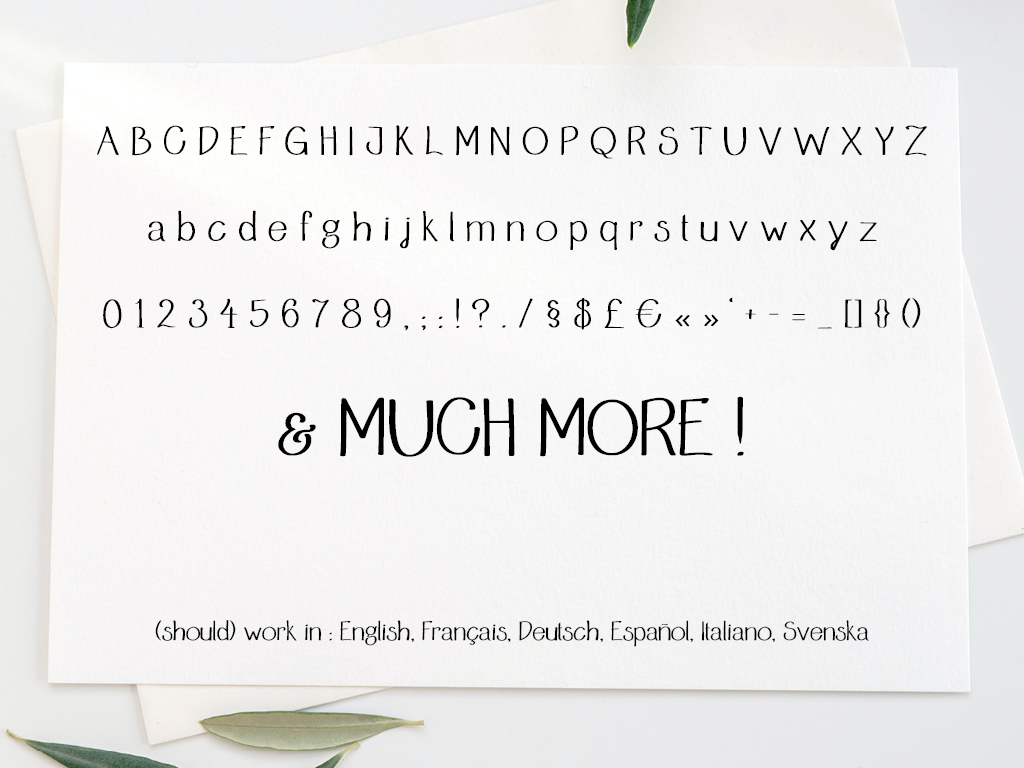 A B C D E F G H I J K L M N O P Q R S T U V W X Y Z
a b c d e f g h i j k l m n o p q r s t u v w x y z
0 1 2 3 4 5 6 7 8 9 , ; : ! ? . / § $ £ € « » ' + - = _ [] {} ()
& MUCH MORE !
(should) work in : English, Français, Deutsch, Español, Italiano, Svenska